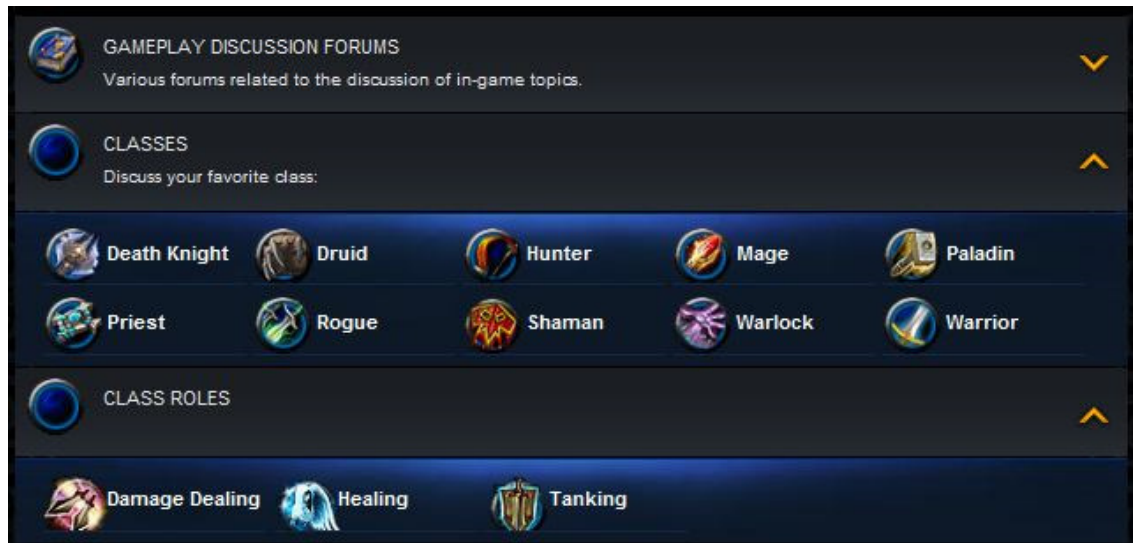 GAMEPLAY DISCUSSION FORUMS
Various forums related to the discussion of in-game topics.
CLASSES
Discuss your favorite class:
Death Knight Druid Hunter Mage Paladin
Priest Rogue Shaman Warlock Warrior
CLASS ROLES
Damage Dealing Healing Tanking